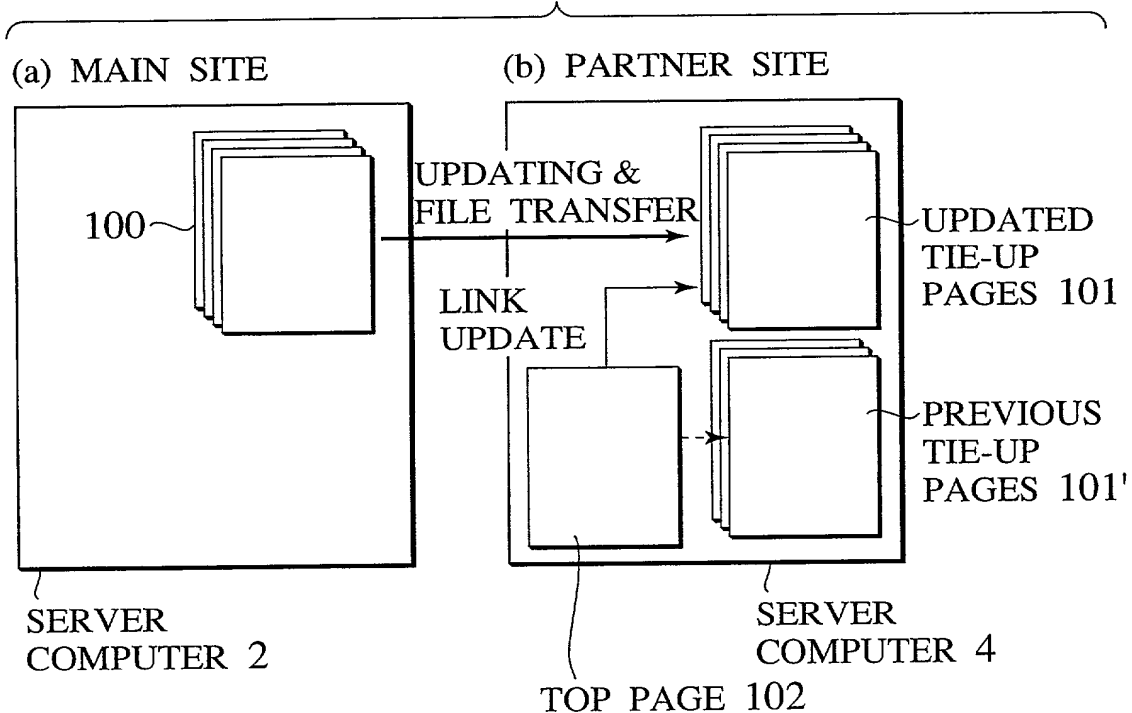 (a) MAIN SITE
(b) PARTNER SITE
UPDATING &
FILE TRANSFER
100
UPDATED
TIE-UP
PAGES 101
LINK
UPDATE
PREVIOUS
TIE-UP
PAGES 101'
SERVER
COMPUTER 2
SERVER
COMPUTER 4
TOP PAGE 102